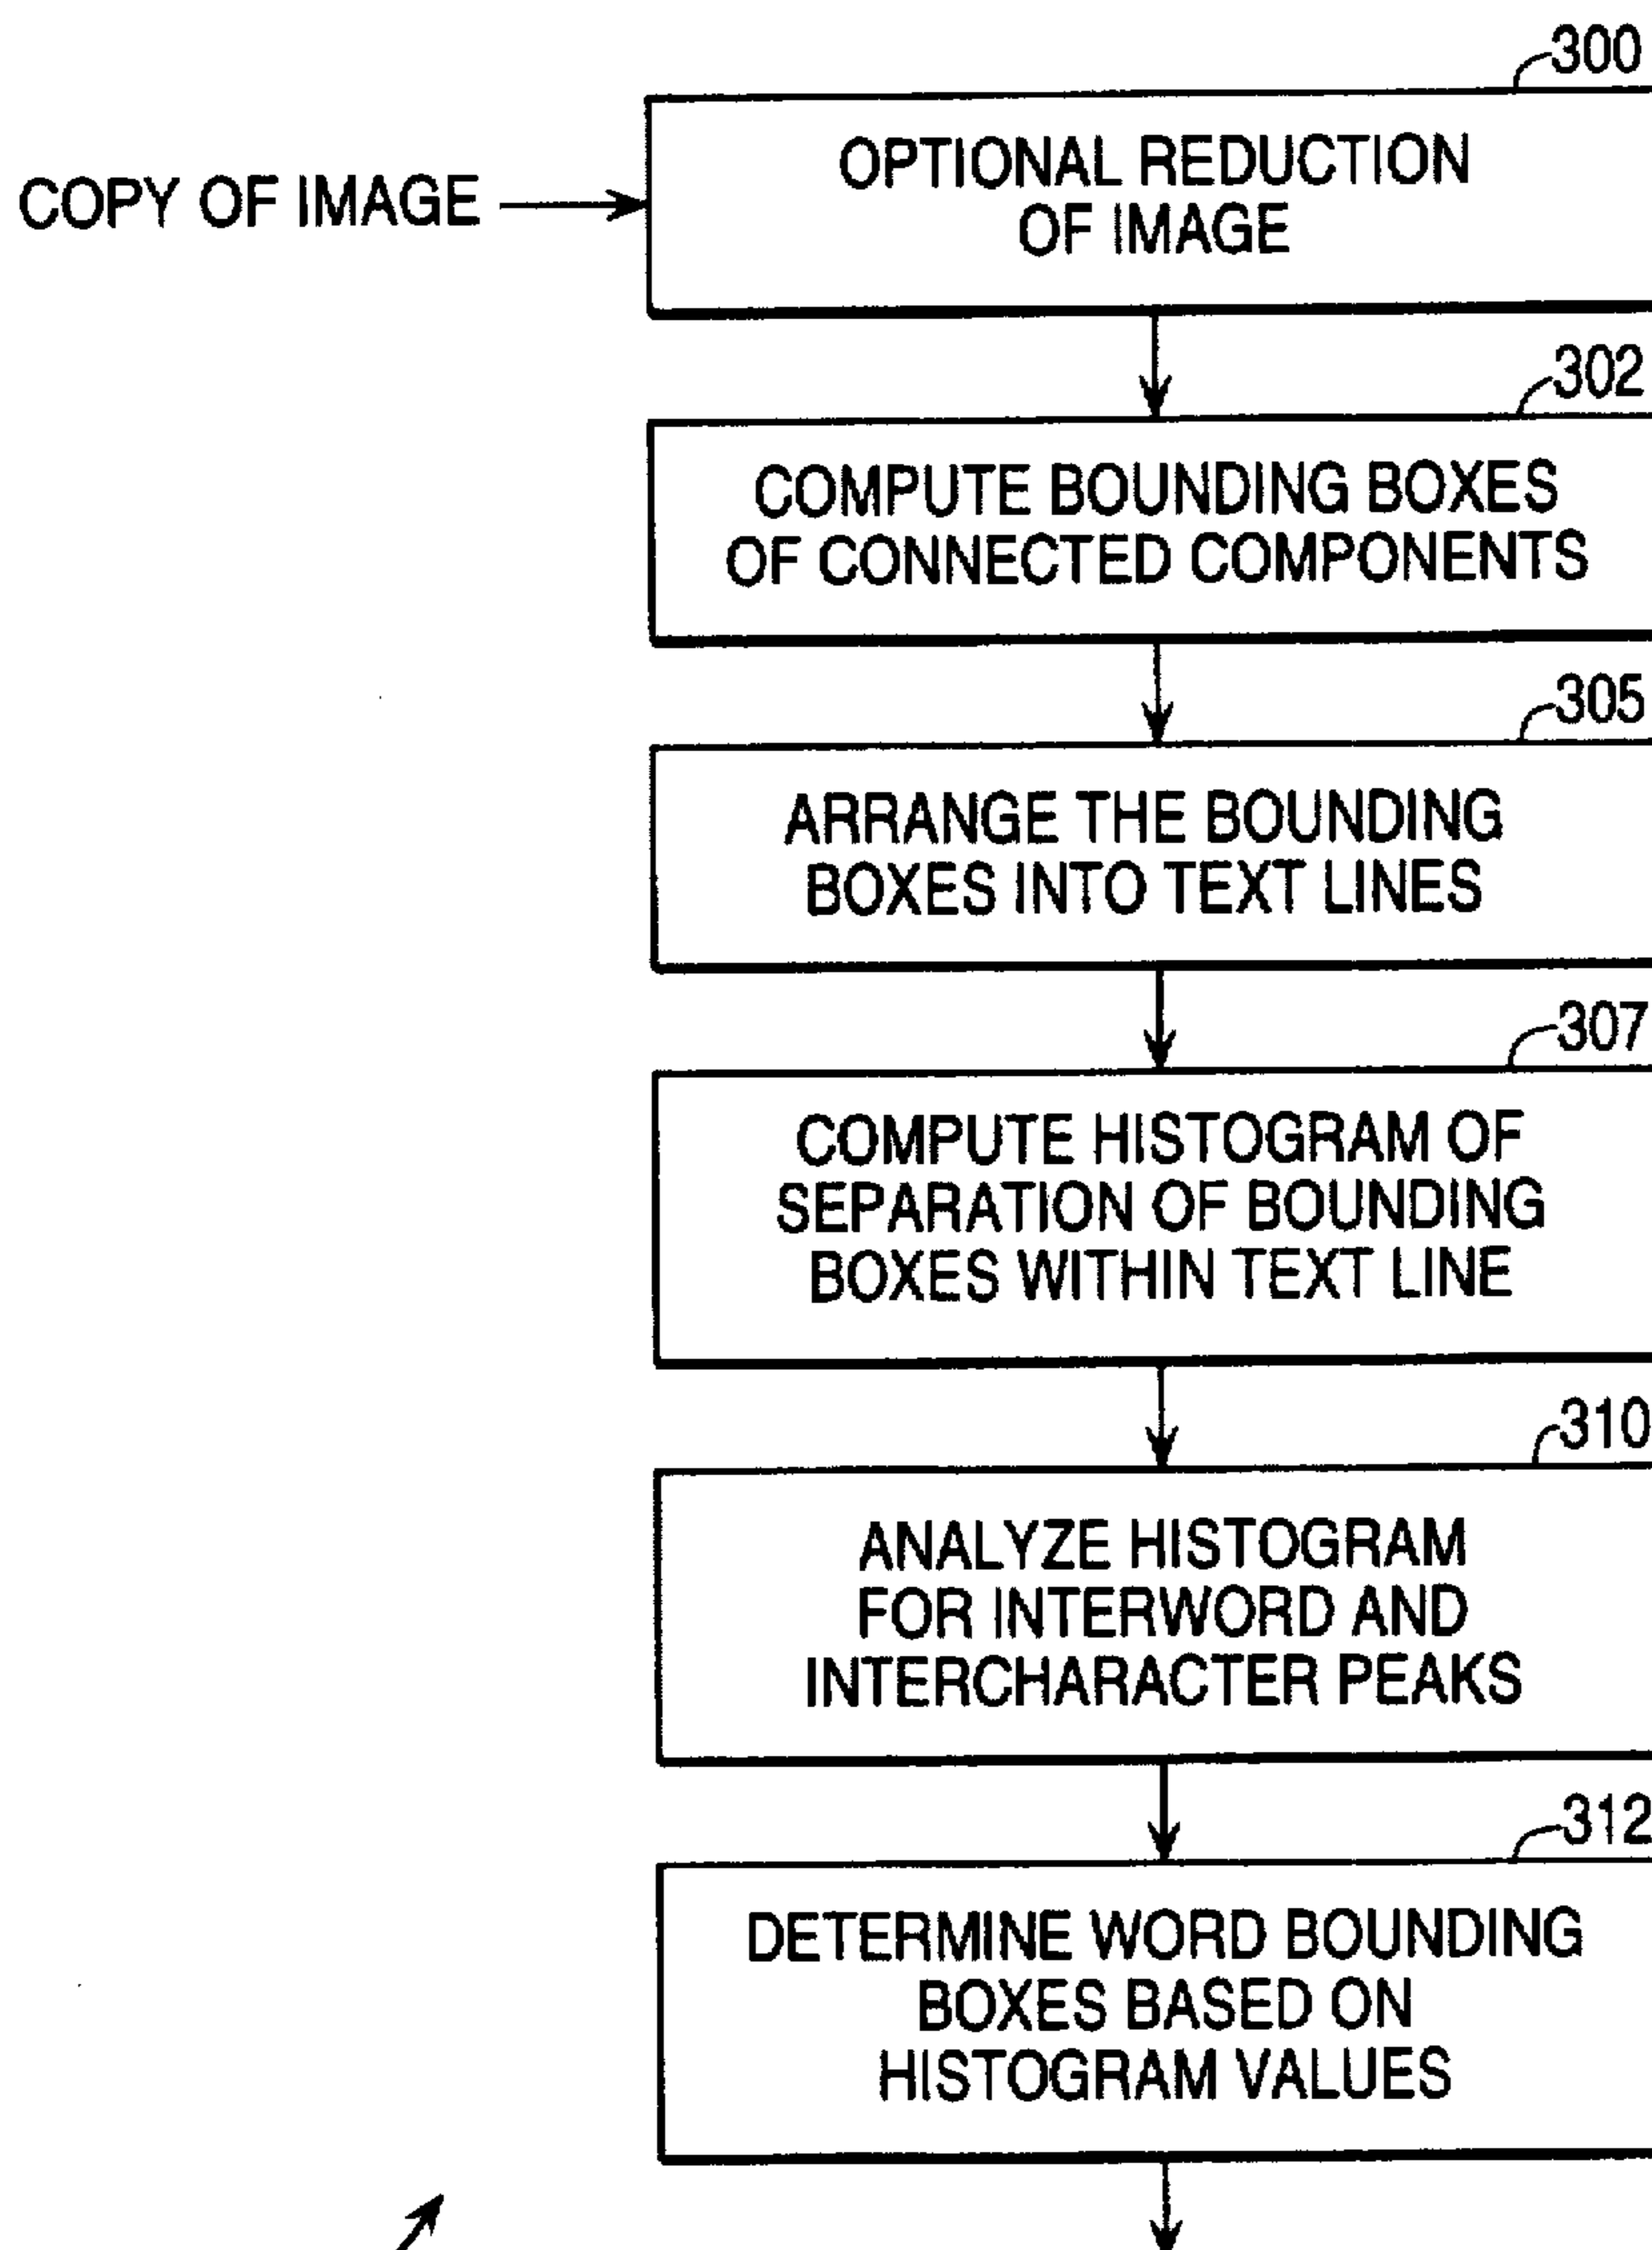 300
COPY OF IMAGE
OPTIONAL REDUCTION
OF IMAGE
302
COMPUTE BOUNDING BOXES
OF CONNECTED COMPONENTS
305
ARRANGE THE BOUNDING
BOXES INTO TEXT LINES
307
COMPUTE HISTOGRAM OF
SEPARATION OF BOUNDING
BOXES WITHIN TEXT LINE
310
ANALYZE HISTOGRAM
FOR INTERWORD AND
INTERCHARACTER PEAKS
312
DETERMINE WORD BOUNDING
BOXES BASED ON
HISTOGRAM VALUES